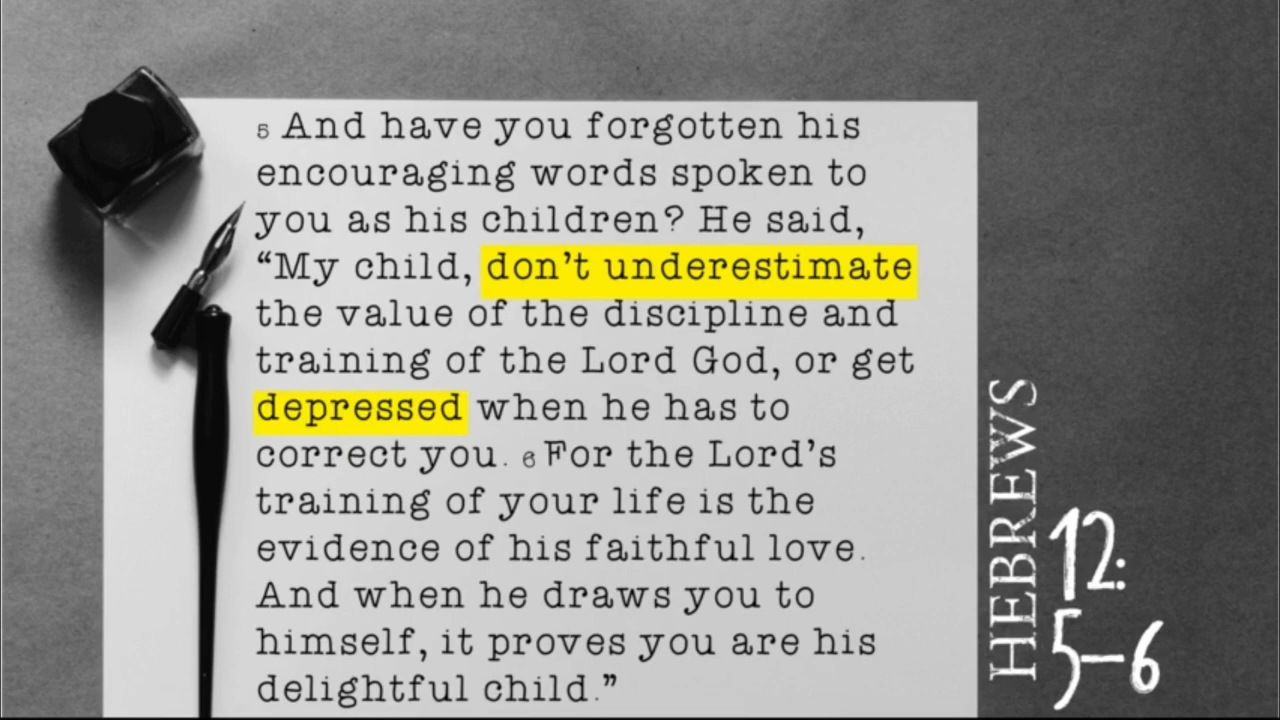 5 And have you forgotten his
encouraging words spoken to
you as his children? He said,
“My child, don’t underestimate
the value of the discipline and
training of the Lord God, or get
depressed when he has to
correct you. 6 For the Lord’s
training of your life is the
evidence of his faithful love.
And when he draws you to
himself, it proves you are his
delightful child.”
HEBREWS
12:
5–6